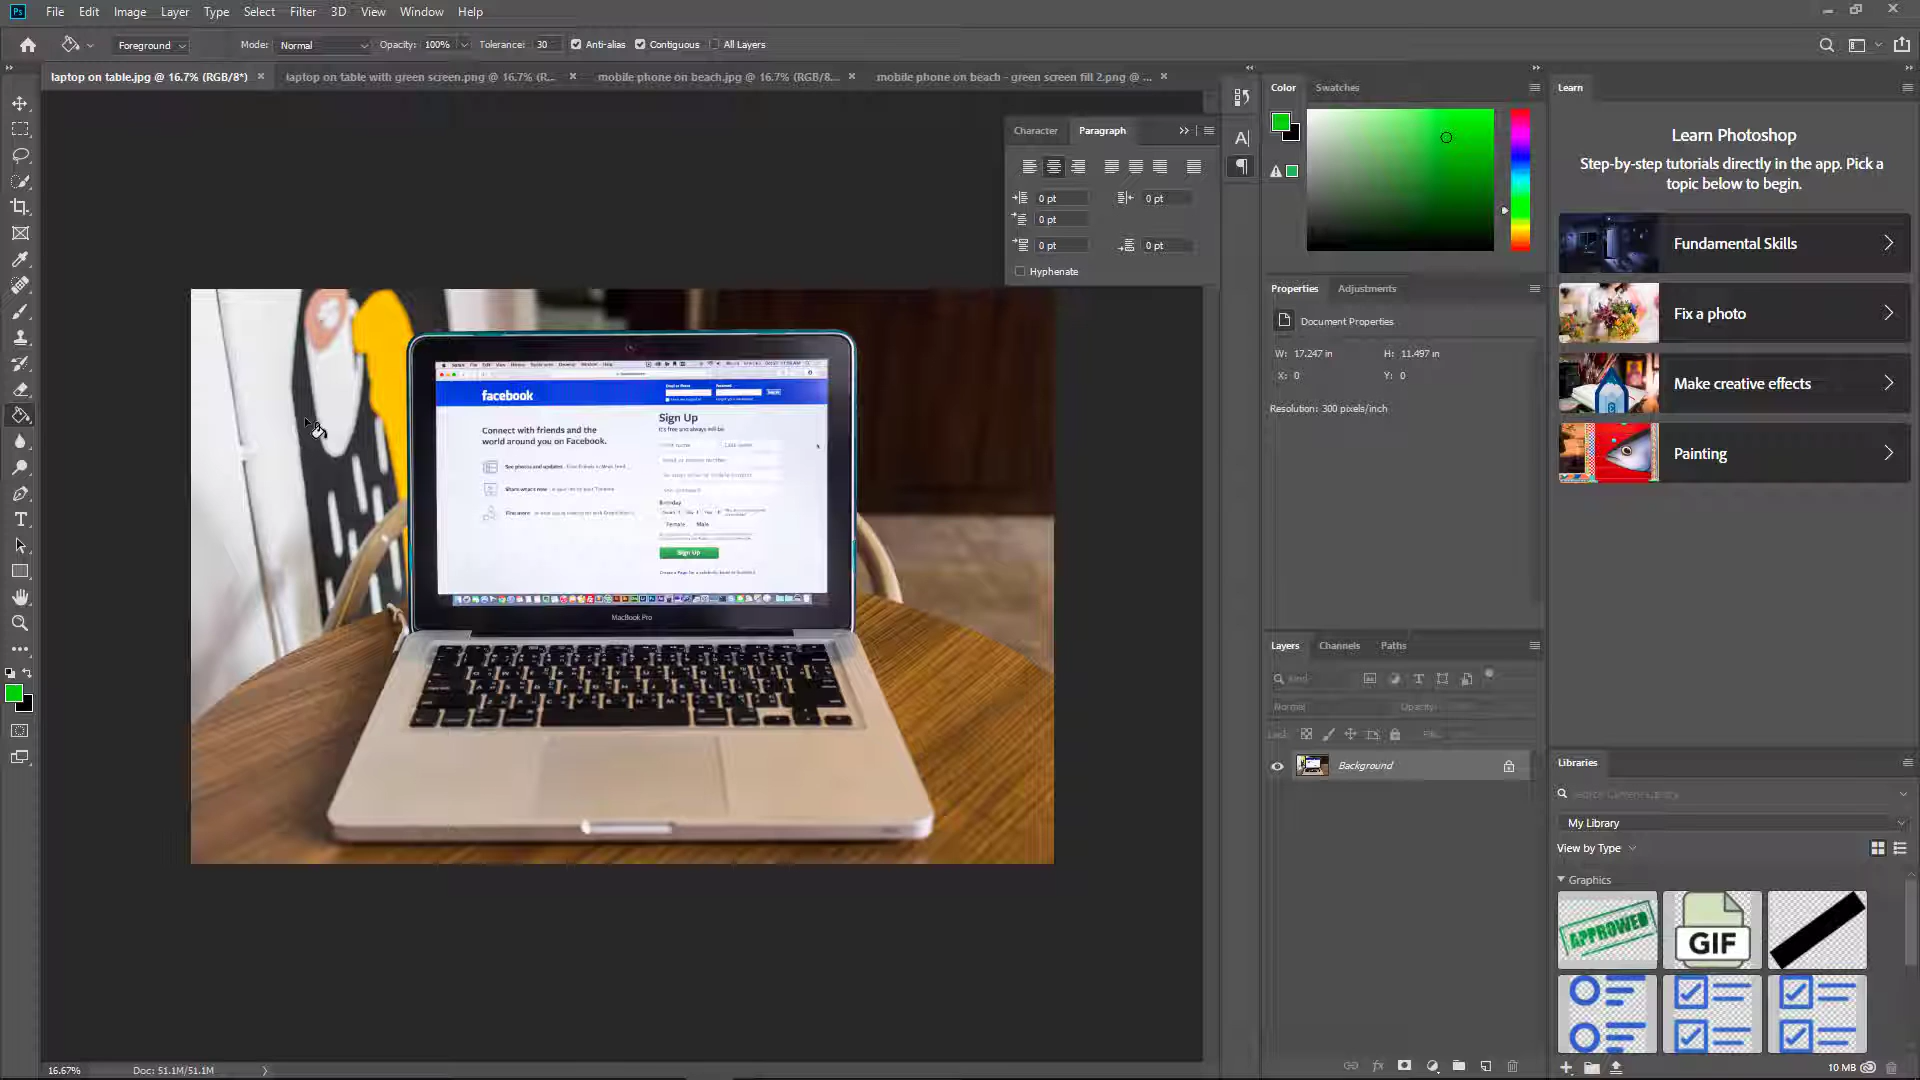 Ps File Edit Image Layer Type Select Filter 3D View Window Help
Foreground Mode: Normal Opacity: 100% Tolerance: 30 Anti-alias Contiguous All Layers
laptop on table.jpg @ 16.7% (RGB/8*) × laptop on table with green screen.png @ 16.7% (R... × mobile phone on beach.jpg @ 16.7% (RGB/8... × mobile phone on beach - green screen fill 2.png @ ... ×
Character Paragraph
0 pt 0 pt
0 pt
0 pt 0 pt
Hyphenate
Color Swatches
Properties Adjustments
Document Properties
W: 17.247 in H: 11.497 in
X: 0 Y: 0
Resolution: 300 pixels/inch
Layers Channels Paths
Kind
Normal Opacity:
Lock: Fill:
Background
Learn
Learn Photoshop
Step-by-step tutorials directly in the app. Pick a
topic below to begin.
Fundamental Skills
Fix a photo
Make creative effects
Painting
Libraries
Search Current Library
My Library
View by Type
Graphics
APPROVED
GIF
10 MB
facebook
Connect with friends and the
world around you on Facebook.
See photos and updates
Share what's new
Find more
Sign Up
It's free and always will be.
Birthday
Female Male
Sign Up
MacBook Pro
16.67% Doc: 51.1M/51.1M